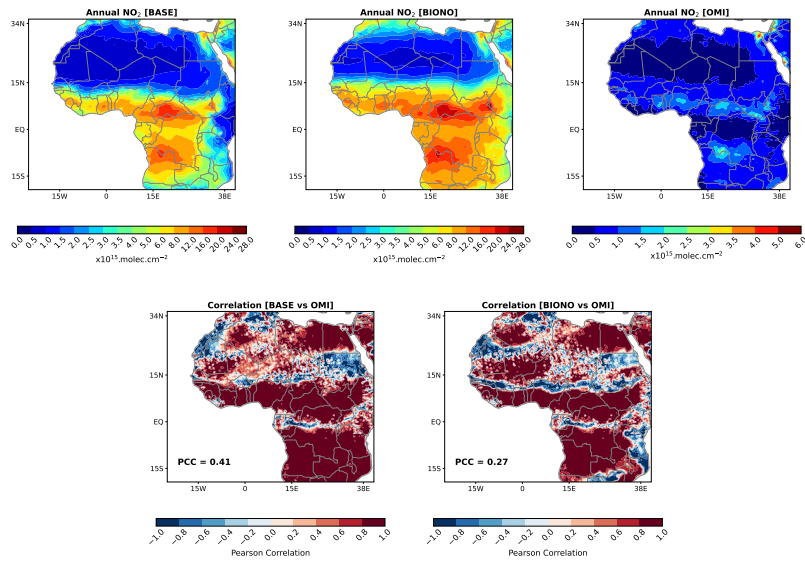 Annual NO₂ [BASE]
Annual NO₂ [BIONO]
Annual NO₂ [OMI]
34N
15N
EQ
15S
15W 0 15E 38E
34N
15N
EQ
15S
15W 0 15E 38E
34N
15N
EQ
15S
15W 0 15E 38E
0.0 0.5 1.0 1.5 2.0 2.5 3.0 3.5 4.0 4.5 5.0 6.0 8.0 12.0 16.0 20.0 24.0 28.0
x10¹⁵.molec.cm⁻²
0.0 0.5 1.0 1.5 2.0 2.5 3.0 3.5 4.0 4.5 5.0 6.0 8.0 12.0 16.0 20.0 24.0 28.0
x10¹⁵.molec.cm⁻²
0.0 0.5 1.0 1.5 2.0 2.5 3.0 3.5 4.0 5.0 6.0
x10¹⁵.molec.cm⁻²
Correlation [BASE vs OMI]
Correlation [BIONO vs OMI]
34N
15N
EQ
15S
PCC = 0.41
15W 0 15E 38E
34N
15N
EQ
15S
PCC = 0.27
15W 0 15E 38E
−1.0 −0.8 −0.6 −0.4 −0.2 0.0 0.2 0.4 0.6 0.8 1.0
Pearson Correlation
−1.0 −0.8 −0.6 −0.4 −0.2 0.0 0.2 0.4 0.6 0.8 1.0
Pearson Correlation